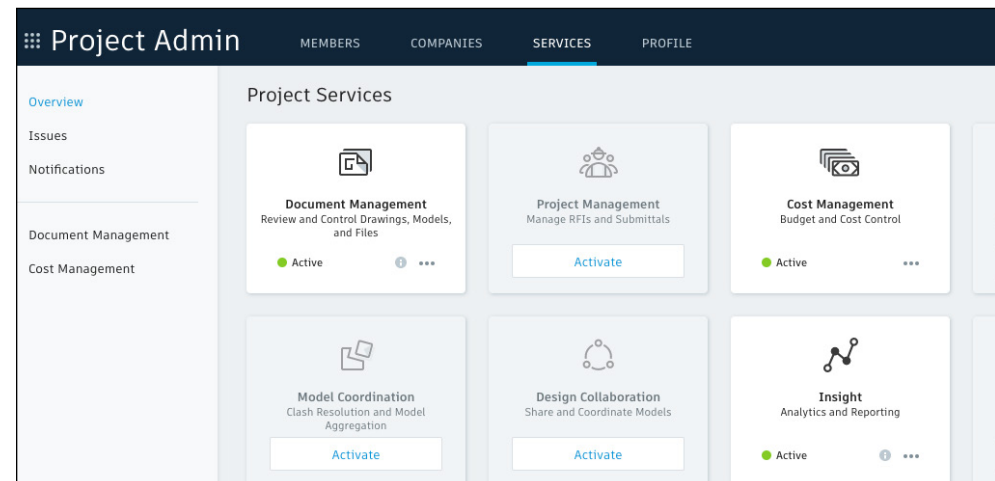 Project Admin
MEMBERS
COMPANIES
SERVICES
PROFILE
Overview
Issues
Notifications
Document Management
Cost Management
Project Services
Document Management
Review and Control Drawings, Models,
and Files
Active
Project Management
Manage RFIs and Submittals
Activate
Cost Management
Budget and Cost Control
Active
Model Coordination
Clash Resolution and Model
Aggregation
Activate
Design Collaboration
Share and Coordinate Models
Activate
Insight
Analytics and Reporting
Active